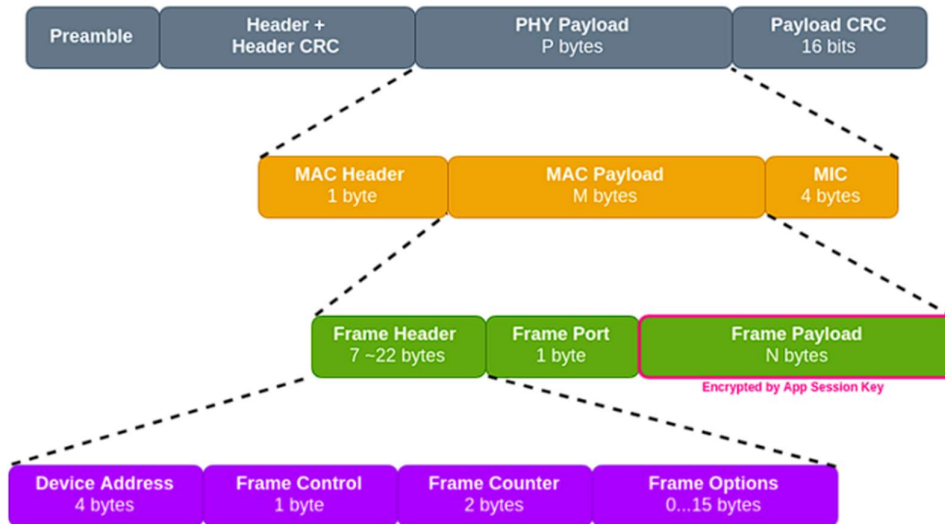 Preamble
Header +
Header CRC
PHY Payload
P bytes
Payload CRC
16 bits
MAC Header
1 byte
MAC Payload
M bytes
MIC
4 bytes
Frame Header
7 ~22 bytes
Frame Port
1 byte
Frame Payload
N bytes
Encrypted by App Session Key
Device Address
4 bytes
Frame Control
1 byte
Frame Counter
2 bytes
Frame Options
0...15 bytes